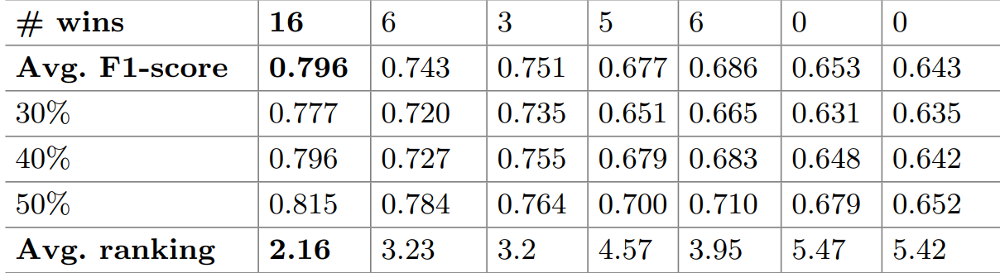 # wins 16 6 3 5 6 0 0
Avg. F1-score 0.796 0.743 0.751 0.677 0.686 0.653 0.643
30% 0.777 0.720 0.735 0.651 0.665 0.631 0.635
40% 0.796 0.727 0.755 0.679 0.683 0.648 0.642
50% 0.815 0.784 0.764 0.700 0.710 0.679 0.652
Avg. ranking 2.16 3.23 3.2 4.57 3.95 5.47 5.42